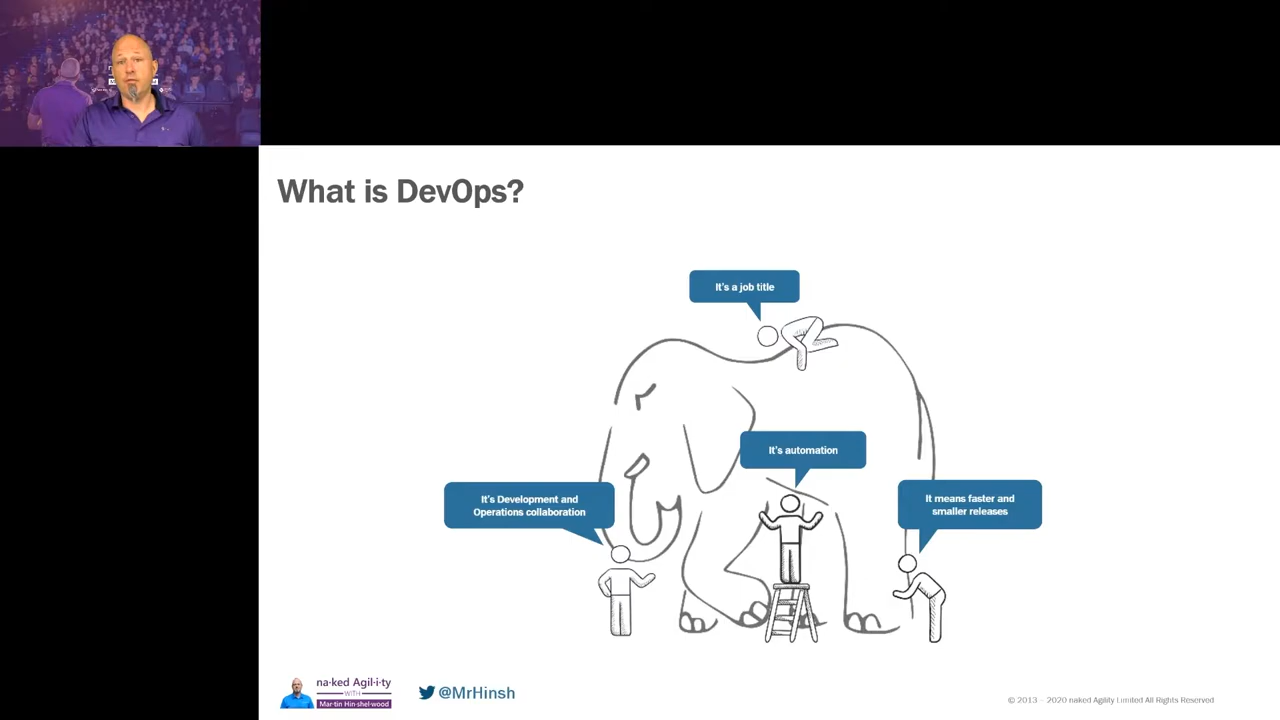 What is DevOps?
It's a job title
It's automation
It's Development and
Operations collaboration
It means faster and
smaller releases
na·ked Agil·i·ty
WITH
Mar·tin Hin·shel·wood
@MrHinsh
© 2013 – 2020 naked Agility Limited All Rights Reserved